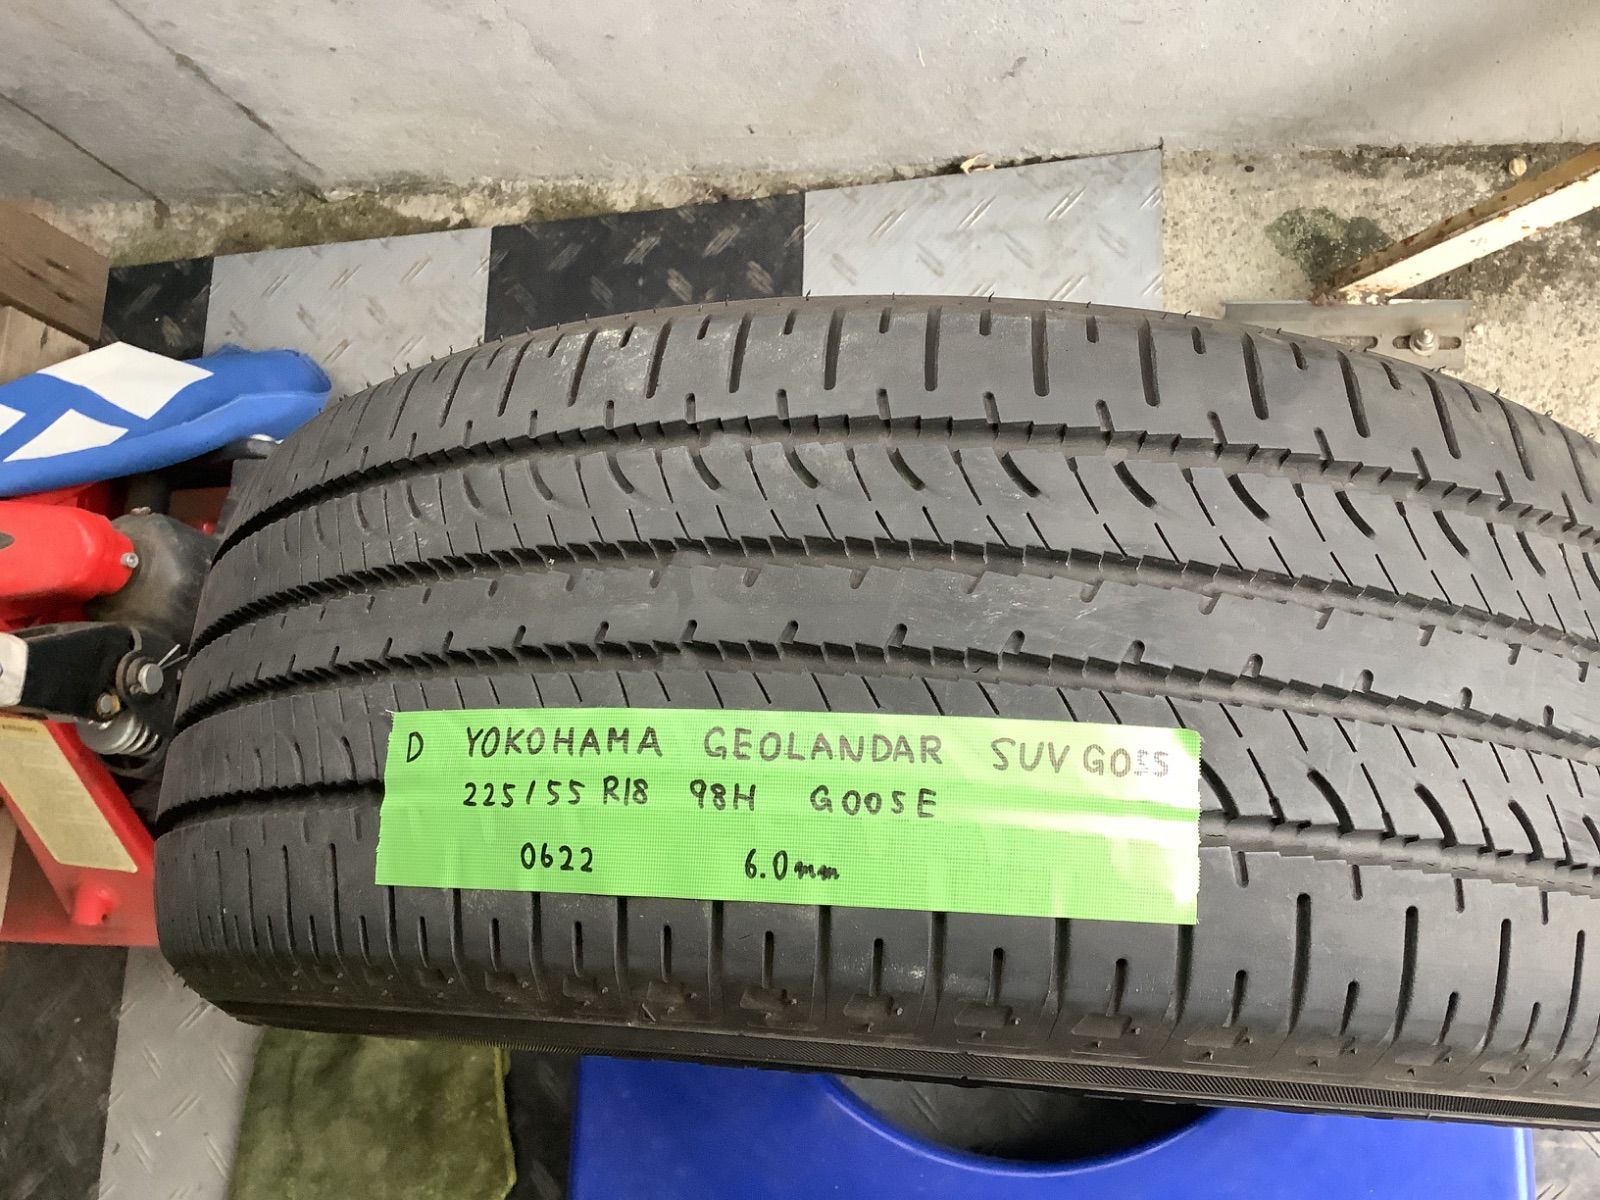 D YOKOHAMA GEOLANDAR SUV G055
225/55 R18 98H G005E
0622 6.0mm